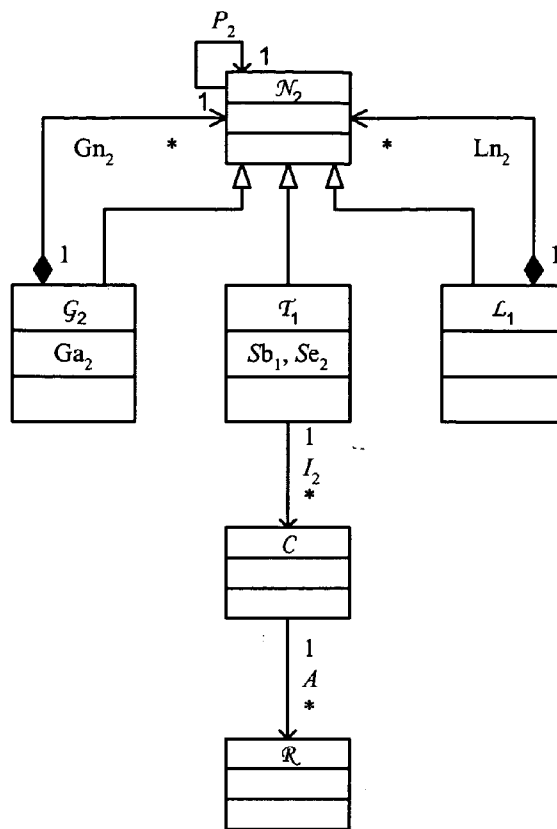 P₂
1
1
𝒩₂
Gn₂ * * Ln₂
1 1
𝒢₂ 𝒯₁ ℒ₁
Ga₂ Sb₁, Se₂
1
I₂
*
C
1
A
*
ℛ